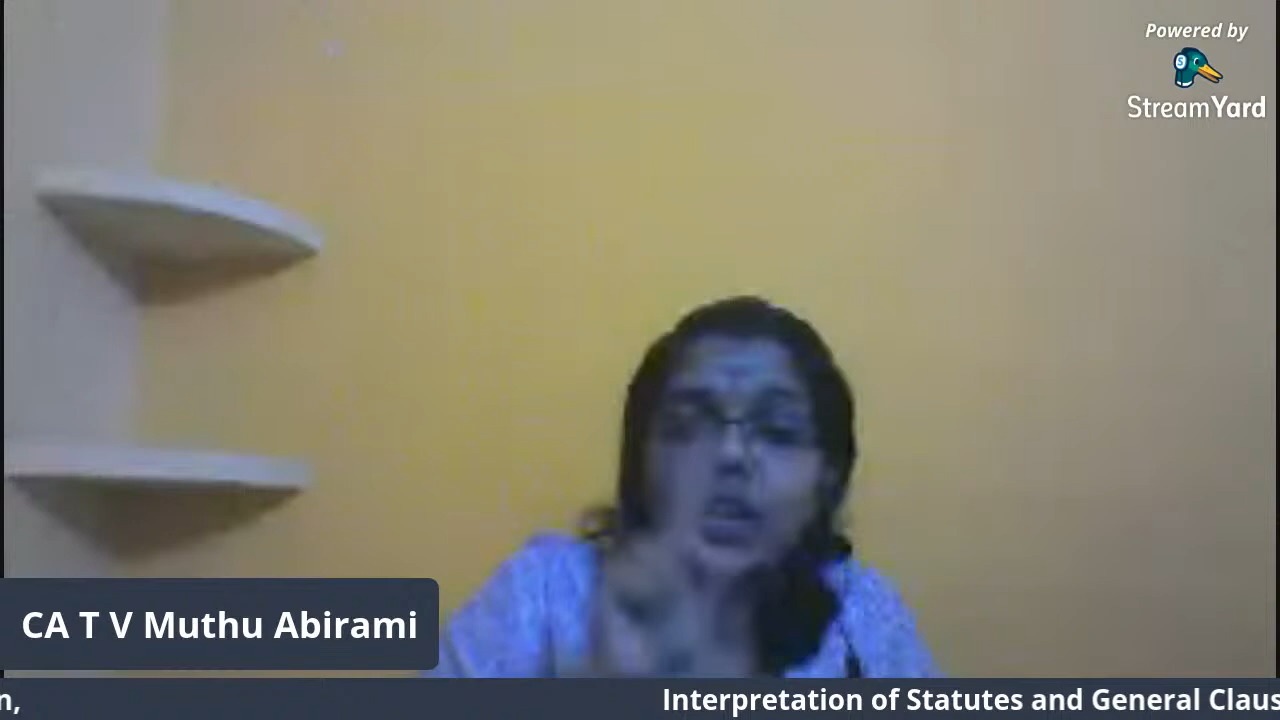 Powered by
StreamYard
CA T V Muthu Abirami
n, Interpretation of Statutes and General Claus